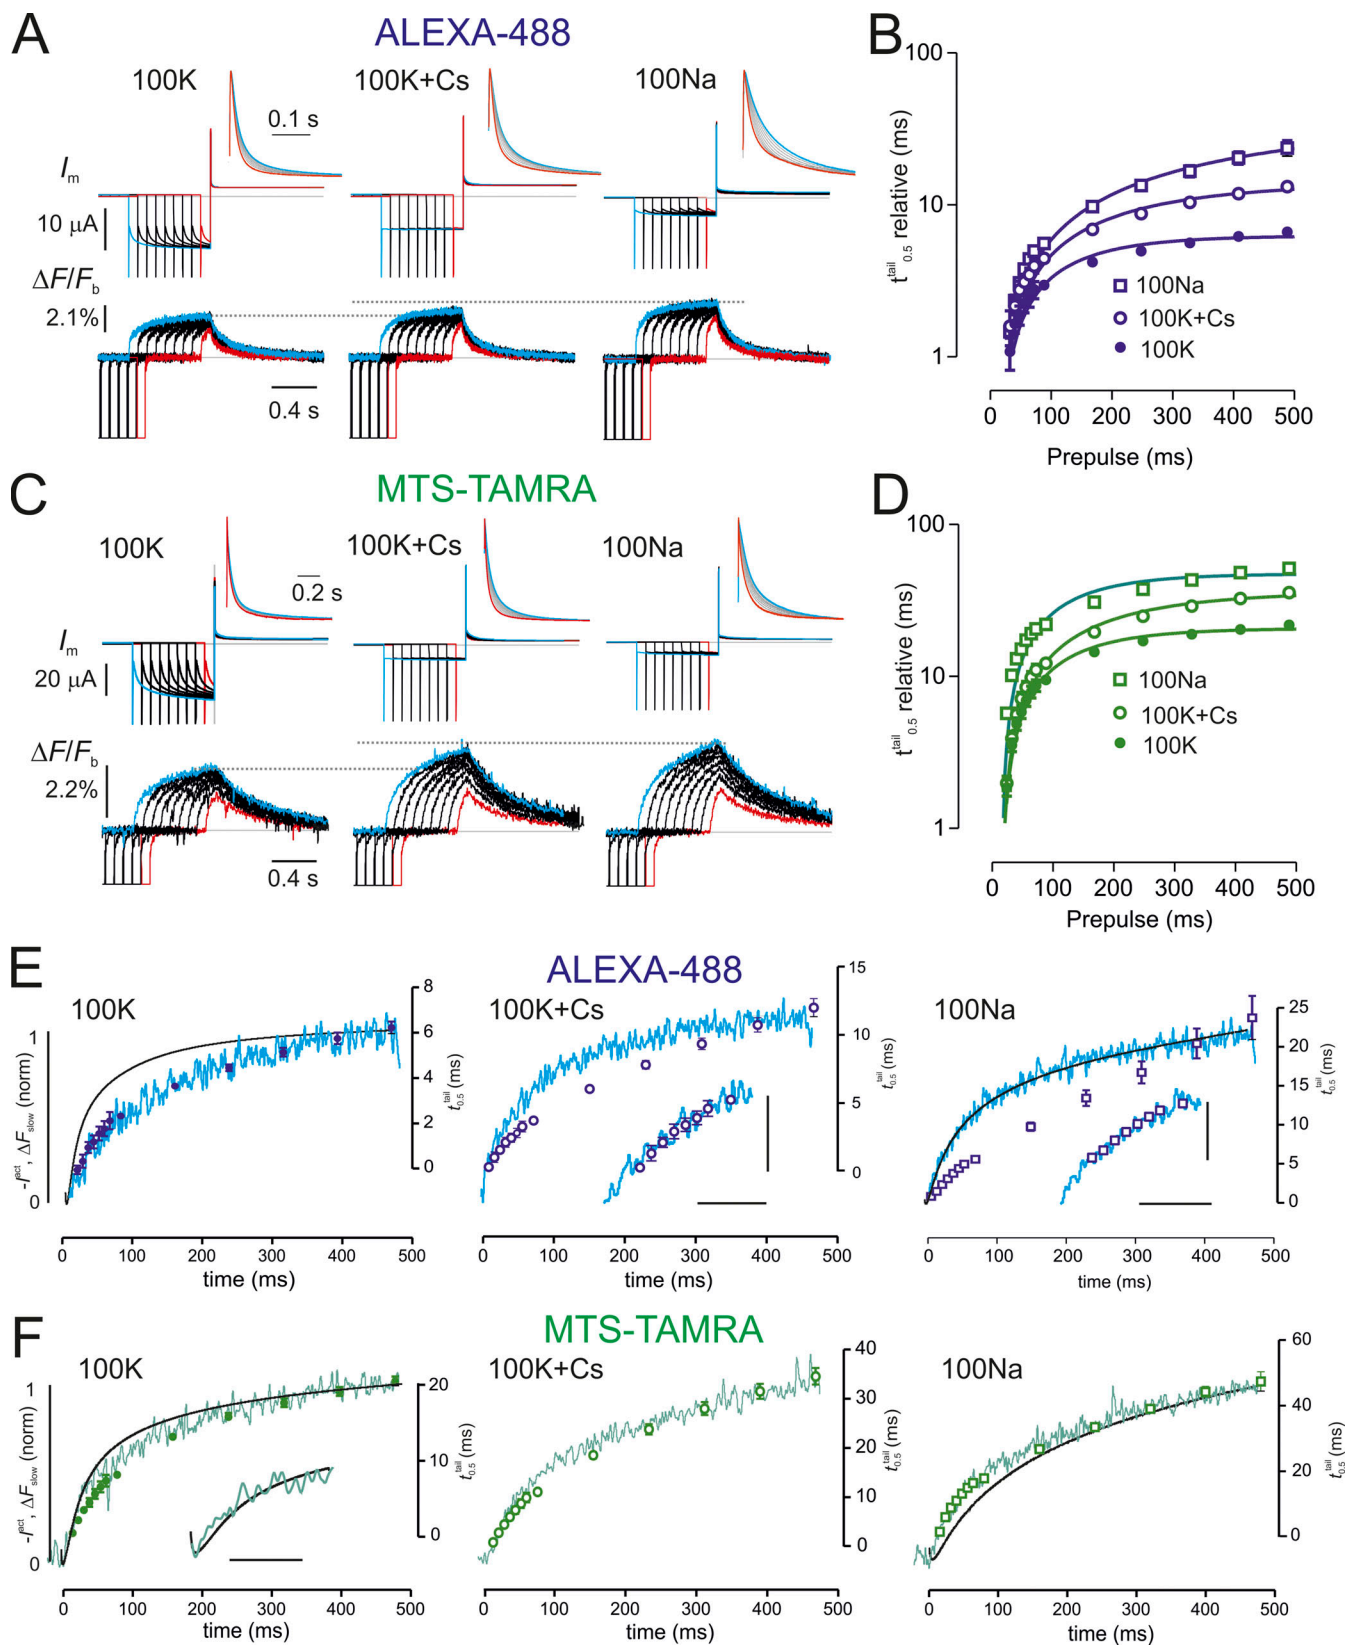 A
ALEXA-488
100K
100K+Cs
100Na
0.1 s
Im
10 µA
ΔF/Fb
2.1%
0.4 s
B
t0.5tail relative (ms)
100
10
1
100Na
100K+Cs
100K
0 100 200 300 400 500
Prepulse (ms)
C
MTS-TAMRA
100K
100K+Cs
100Na
0.2 s
Im
20 µA
ΔF/Fb
2.2%
0.4 s
D
t0.5tail relative (ms)
100
10
1
100Na
100K+Cs
100K
0 100 200 300 400 500
Prepulse (ms)
E
ALEXA-488
100K
-Iact, ΔFslow (norm)
1
0
8
6
4
2
0
t0.5tail (ms)
0 100 200 300 400 500
time (ms)
100K+Cs
15
10
5
0
t0.5tail (ms)
0 100 200 300 400 500
time (ms)
100Na
25
20
15
10
5
0
t0.5tail (ms)
0 100 200 300 400 500
time (ms)
F
MTS-TAMRA
100K
-Iact, ΔFslow (norm)
1
0
20
10
0
t0.5tail (ms)
0 100 200 300 400 500
time (ms)
100K+Cs
40
30
20
10
0
t0.5tail (ms)
0 100 200 300 400 500
time (ms)
100Na
60
40
20
0
t0.5tail (ms)
0 100 200 300 400 500
time (ms)